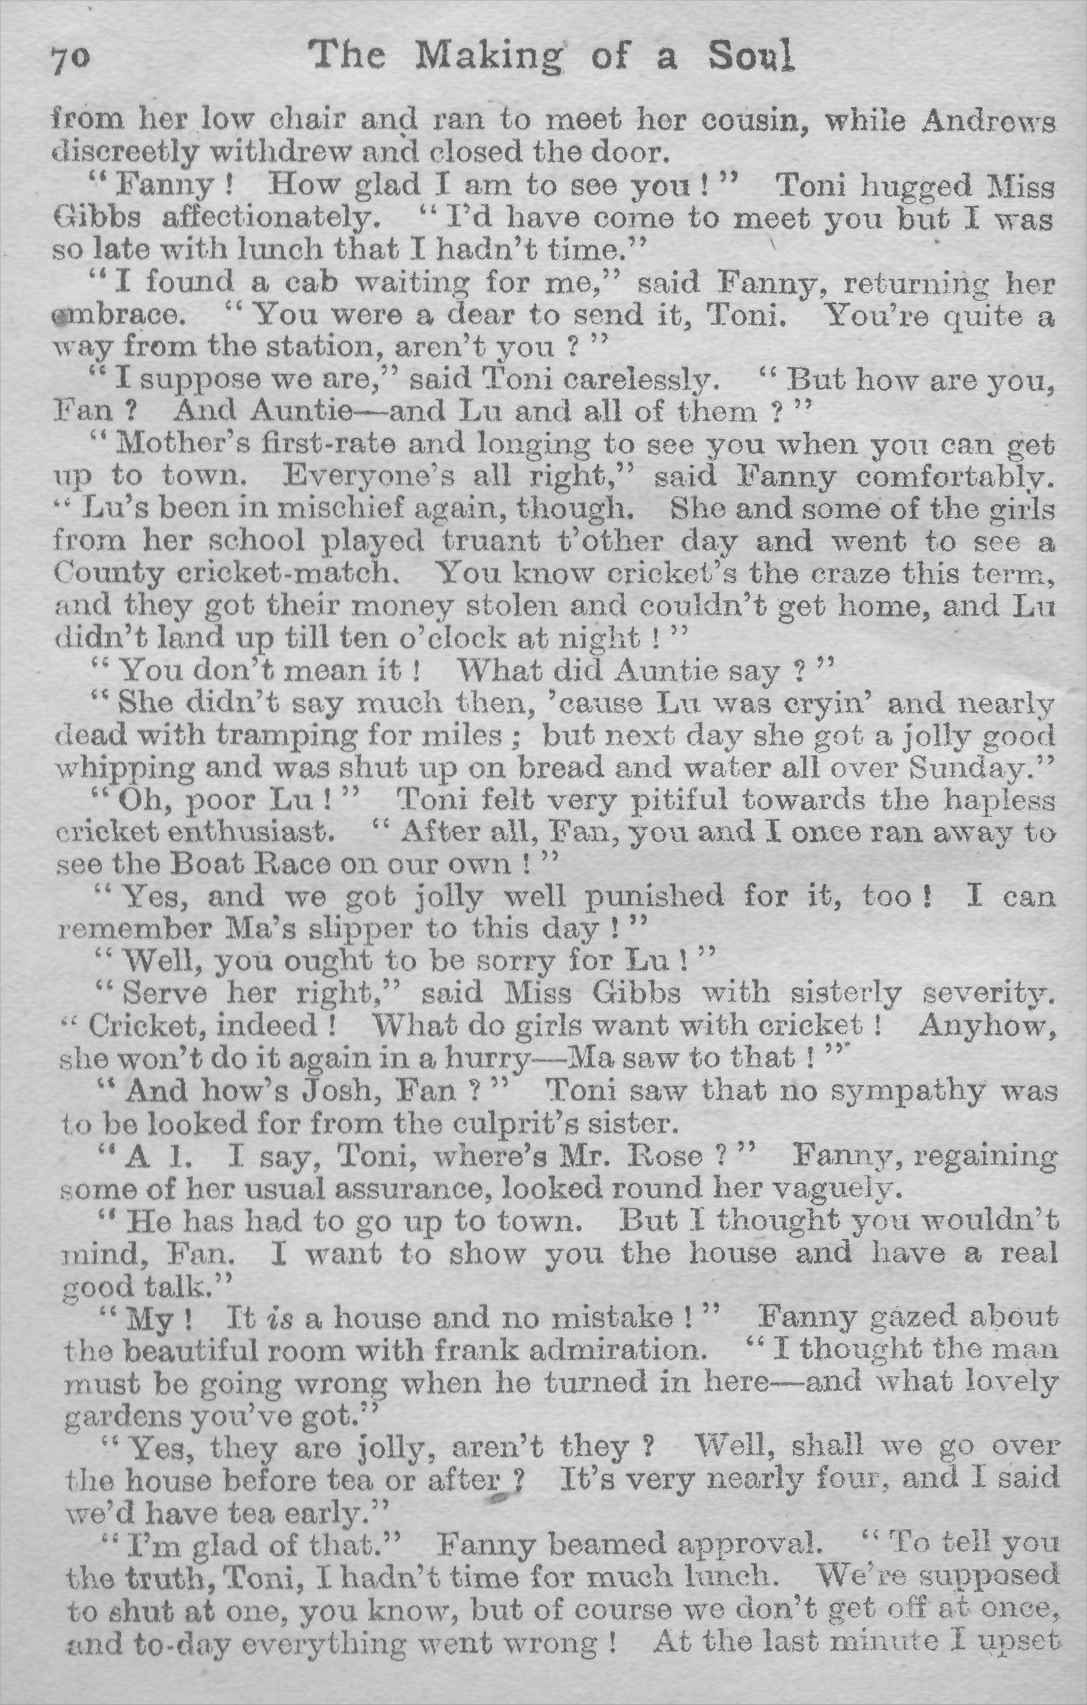 70 The Making of a Soul
from her low chair and ran to meet her cousin, while Andrews
discreetly withdrew and closed the door.
“Fanny! How glad I am to see you!” Toni hugged Miss
Gibbs affectionately. “I’d have come to meet you but I was
so late with lunch that I hadn’t time.”
“I found a cab waiting for me,” said Fanny, returning her
embrace. “You were a dear to send it, Toni. You’re quite a
way from the station, aren’t you?”
“I suppose we are,” said Toni carelessly. “But how are you,
Fan? And Auntie—and Lu and all of them?”
“Mother’s first-rate and longing to see you when you can get
up to town. Everyone’s all right,” said Fanny comfortably.
“Lu’s been in mischief again, though. She and some of the girls
from her school played truant t’other day and went to see a
County cricket-match. You know cricket’s the craze this term,
and they got their money stolen and couldn’t get home, and Lu
didn’t land up till ten o’clock at night!”
“You don’t mean it! What did Auntie say?”
“She didn’t say much then, ’cause Lu was cryin’ and nearly
dead with tramping for miles; but next day she got a jolly good
whipping and was shut up on bread and water all over Sunday.”
“Oh, poor Lu!” Toni felt very pitiful towards the hapless
cricket enthusiast. “After all, Fan, you and I once ran away to
see the Boat Race on our own!”
“Yes, and we got jolly well punished for it, too! I can
remember Ma’s slipper to this day!”
“Well, you ought to be sorry for Lu!”
“Serve her right,” said Miss Gibbs with sisterly severity.
“Cricket, indeed! What do girls want with cricket! Anyhow,
she won’t do it again in a hurry—Ma saw to that!”
“And how’s Josh, Fan?” Toni saw that no sympathy was
to be looked for from the culprit’s sister.
“A 1. I say, Toni, where’s Mr. Rose?” Fanny, regaining
some of her usual assurance, looked round her vaguely.
“He has had to go up to town. But I thought you wouldn’t
mind, Fan. I want to show you the house and have a real
good talk.”
“My! It is a house and no mistake!” Fanny gazed about
the beautiful room with frank admiration. “I thought the man
must be going wrong when he turned in here—and what lovely
gardens you’ve got.”
“Yes, they are jolly, aren’t they? Well, shall we go over
the house before tea or after? It’s very nearly four, and I said
we’d have tea early.”
“I’m glad of that.” Fanny beamed approval. “To tell you
the truth, Toni, I hadn’t time for much lunch. We’re supposed
to shut at one, you know, but of course we don’t get off at once,
and to-day everything went wrong! At the last minute I upset